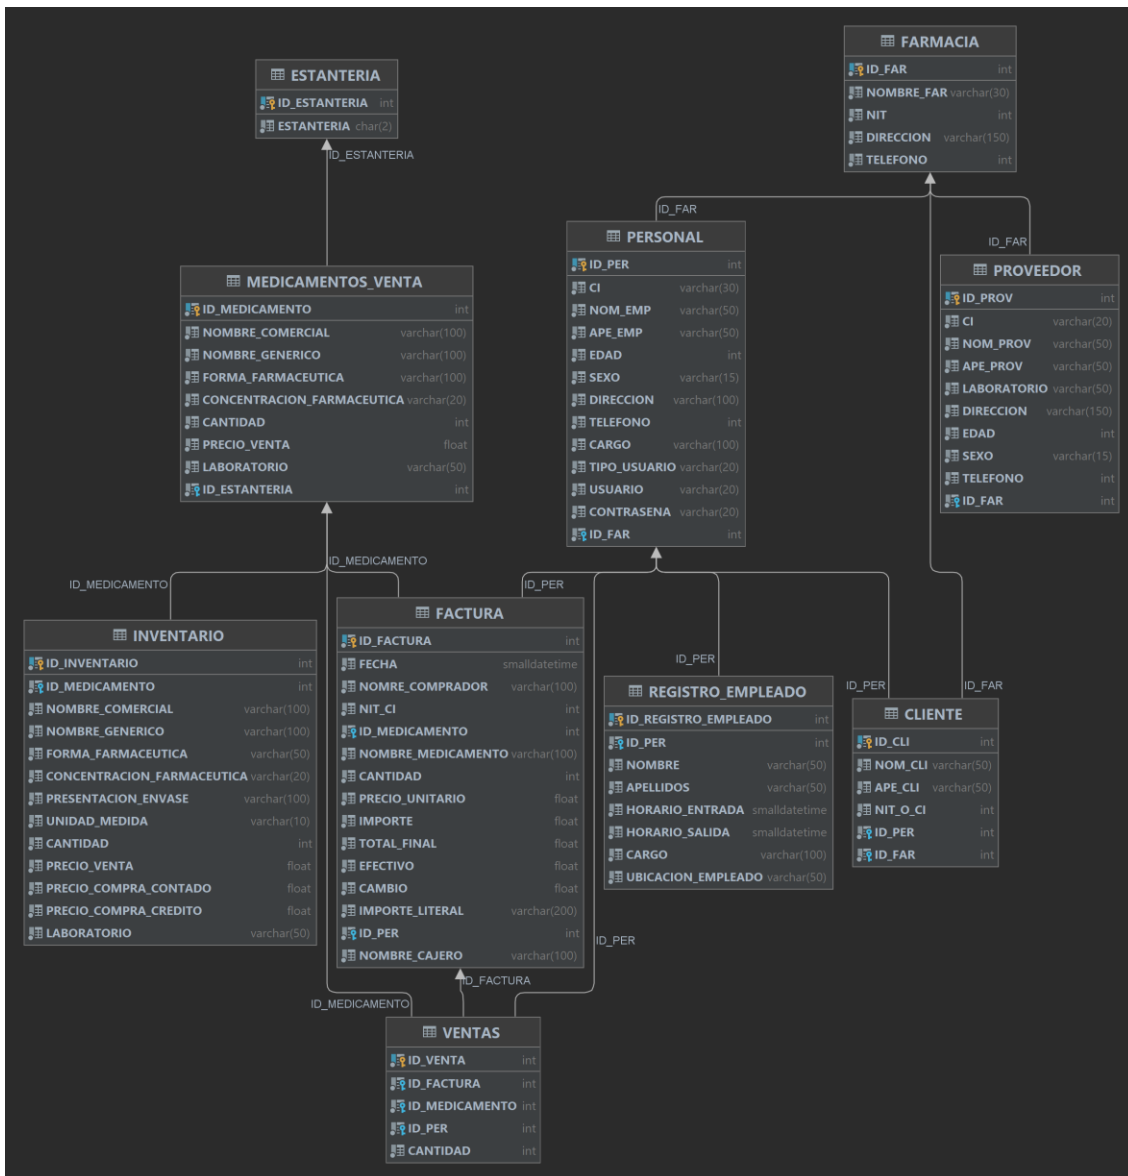 ESTANTERIA
ID_ESTANTERIA int
ESTANTERIA char(2)
ID_ESTANTERIA
FARMACIA
ID_FAR int
NOMBRE_FAR varchar(30)
NIT int
DIRECCION varchar(150)
TELEFONO int
ID_FAR
ID_FAR
PERSONAL
ID_PER int
CI varchar(30)
NOM_EMP varchar(50)
APE_EMP varchar(50)
EDAD int
SEXO varchar(15)
DIRECCION varchar(100)
TELEFONO int
CARGO varchar(100)
TIPO_USUARIO varchar(20)
USUARIO varchar(20)
CONTRASENA varchar(20)
ID_FAR int
PROVEEDOR
ID_PROV int
CI varchar(20)
NOM_PROV varchar(50)
APE_PROV varchar(50)
LABORATORIO varchar(50)
DIRECCION varchar(150)
EDAD int
SEXO varchar(15)
TELEFONO int
ID_FAR int
MEDICAMENTOS_VENTA
ID_MEDICAMENTO int
NOMBRE_COMERCIAL varchar(100)
NOMBRE_GENERICO varchar(100)
FORMA_FARMACEUTICA varchar(100)
CONCENTRACION_FARMACEUTICA varchar(20)
CANTIDAD int
PRECIO_VENTA float
LABORATORIO varchar(50)
ID_ESTANTERIA int
ID_MEDICAMENTO
ID_MEDICAMENTO
ID_PER
INVENTARIO
ID_INVENTARIO int
ID_MEDICAMENTO int
NOMBRE_COMERCIAL varchar(100)
NOMBRE_GENERICO varchar(100)
FORMA_FARMACEUTICA varchar(50)
CONCENTRACION_FARMACEUTICA varchar(20)
PRESENTACION_ENVASE varchar(100)
UNIDAD_MEDIDA varchar(10)
CANTIDAD int
PRECIO_VENTA float
PRECIO_COMPRA_CONTADO float
PRECIO_COMPRA_CREDITO float
LABORATORIO varchar(50)
FACTURA
ID_FACTURA int
FECHA smalldatetime
NOMRE_COMPRADOR varchar(100)
NIT_CI int
ID_MEDICAMENTO int
NOMBRE_MEDICAMENTO varchar(100)
CANTIDAD int
PRECIO_UNITARIO float
IMPORTE float
TOTAL_FINAL float
EFECTIVO float
CAMBIO float
IMPORTE_LITERAL varchar(200)
ID_PER int
NOMBRE_CAJERO varchar(100)
ID_PER
ID_PER
ID_FAR
REGISTRO_EMPLEADO
ID_REGISTRO_EMPLEADO int
ID_PER int
NOMBRE varchar(50)
APELLIDOS varchar(50)
HORARIO_ENTRADA smalldatetime
HORARIO_SALIDA smalldatetime
CARGO varchar(100)
UBICACION_EMPLEADO varchar(50)
CLIENTE
ID_CLI int
NOM_CLI varchar(50)
APE_CLI varchar(50)
NIT_O_CI int
ID_PER int
ID_FAR int
ID_PER
ID_FACTURA
ID_MEDICAMENTO
VENTAS
ID_VENTA int
ID_FACTURA int
ID_MEDICAMENTO int
ID_PER int
CANTIDAD int